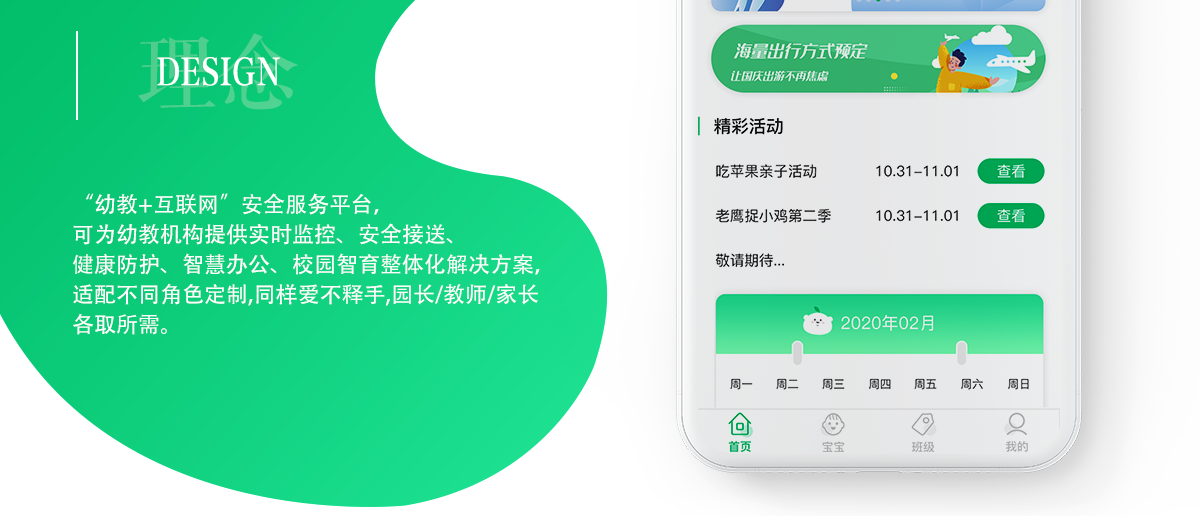 理念
DESIGN
“幼教+互联网”安全服务平台,
可为幼教机构提供实时监控、安全接送、
健康防护、智慧办公、校园智育整体化解决方案,
适配不同角色定制,同样爱不释手,园长/教师/家长
各取所需。
海量出行方式预定
让国庆出游不再焦虑
精彩活动
吃苹果亲子活动 10.31-11.01 查看
老鹰捉小鸡第二季 10.31-11.01 查看
敬请期待...
2020年02月
周一 周二 周三 周四 周五 周六 周日
首页 宝宝 班级 我的